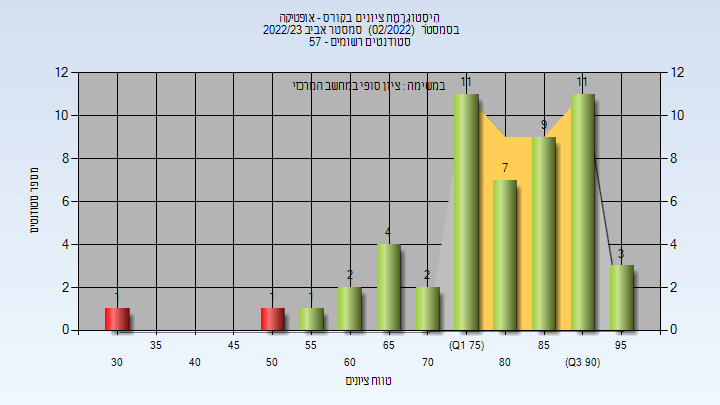 היסטוגרמת ציונים בקורס - אופטיקה
בסמסטר (02/2022) סמסטר אביב 2022/23
סטודנטים רשומים - 57
במשימה : ציון סופי במחשב המרכזי
מספר סטודנטים
12 10 8 6 4 2 0
12 10 8 6 4 2 0
1 1 1 2 4 2 11 7 9 11 3
35 45 55 65 (Q1 75) 85 95
30 40 50 60 70 80 (Q3 90)
טווח ציונים